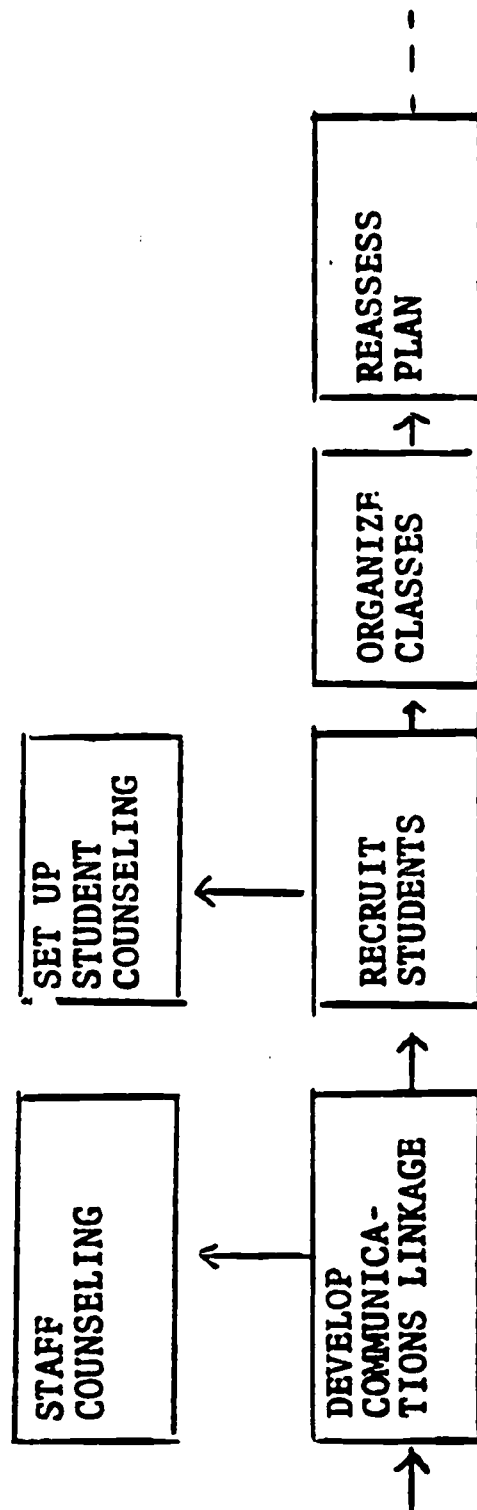 STAFF
COUNSELING
SET UP
STUDENT
COUNSELING
DEVELOP
COMMUNICA-
TIONS LINKAGE
RECRUIT
STUDENTS
ORGANIZE
CLASSES
REASSESS
PLAN